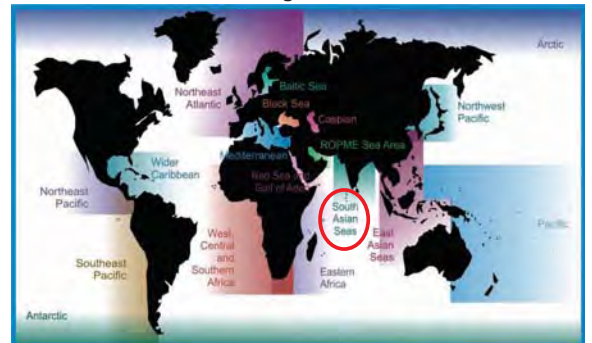 Arctic
Northeast
Atlantic
Baltic Sea
Black Sea
Caspian
Northwest
Pacific
Mediterranean
ROPME Sea Area
Wider
Caribbean
Red Sea and
Gulf of Aden
Northeast
Pacific
South
Asian
Seas
West,
Central
and
Southern
Africa
East
Asian
Seas
Pacific
Southeast
Pacific
Eastern
Africa
Antarctic